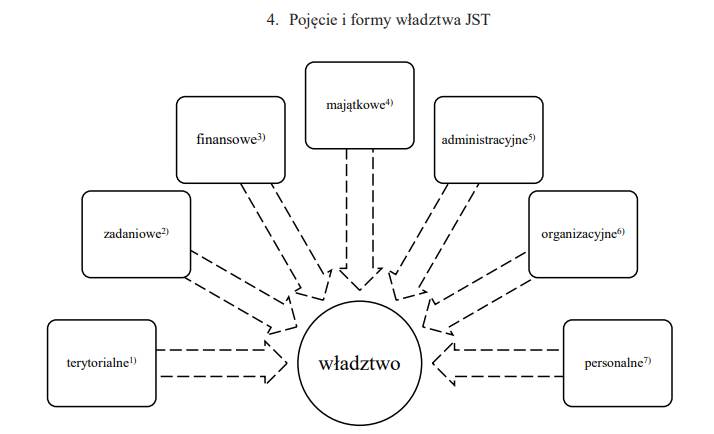 4. Pojęcie i formy władztwa JST
majątkowe4)
finansowe3)
administracyjne5)
zadaniowe2)
organizacyjne6)
terytorialne1)
władztwo
personalne7)